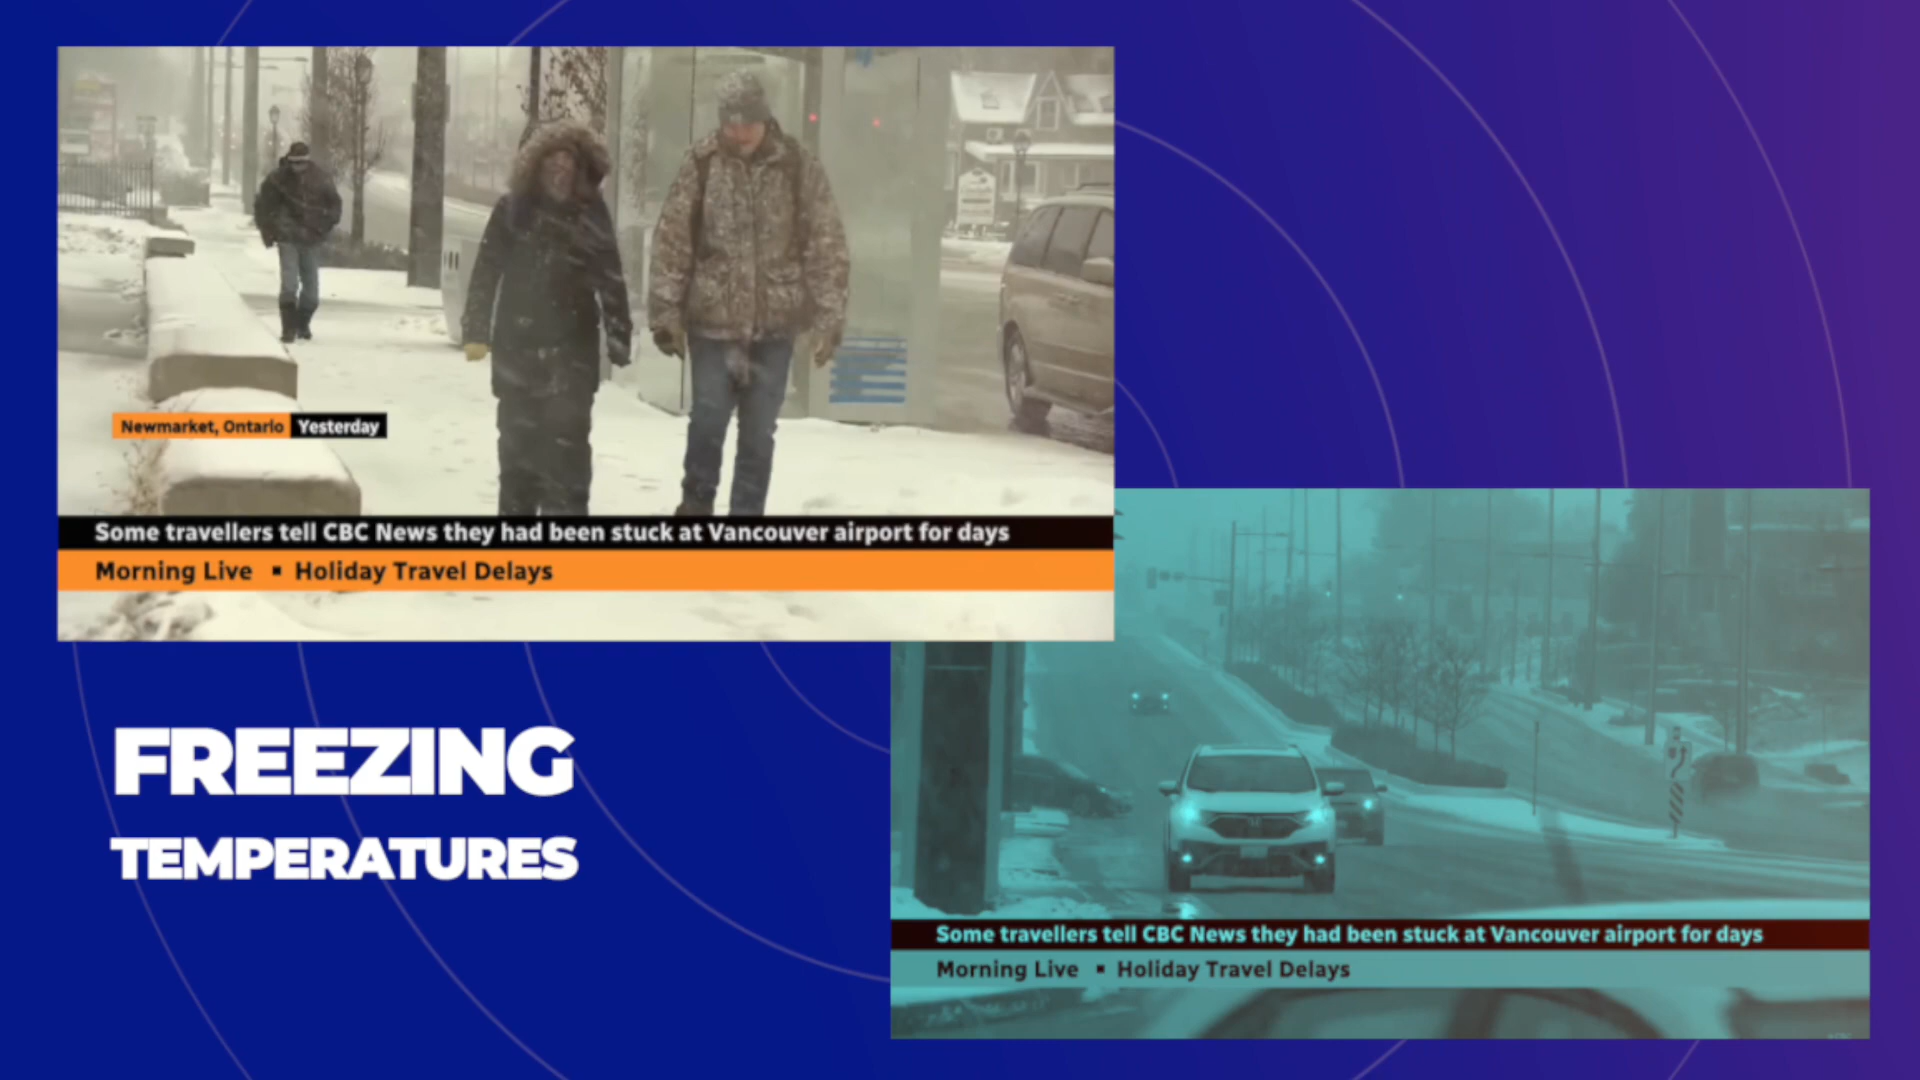 Newmarket, Ontario Yesterday
Some travellers tell CBC News they had been stuck at Vancouver airport for days
Morning Live ▪ Holiday Travel Delays
FREEZING
TEMPERATURES
Some travellers tell CBC News they had been stuck at Vancouver airport for days
Morning Live ▪ Holiday Travel Delays